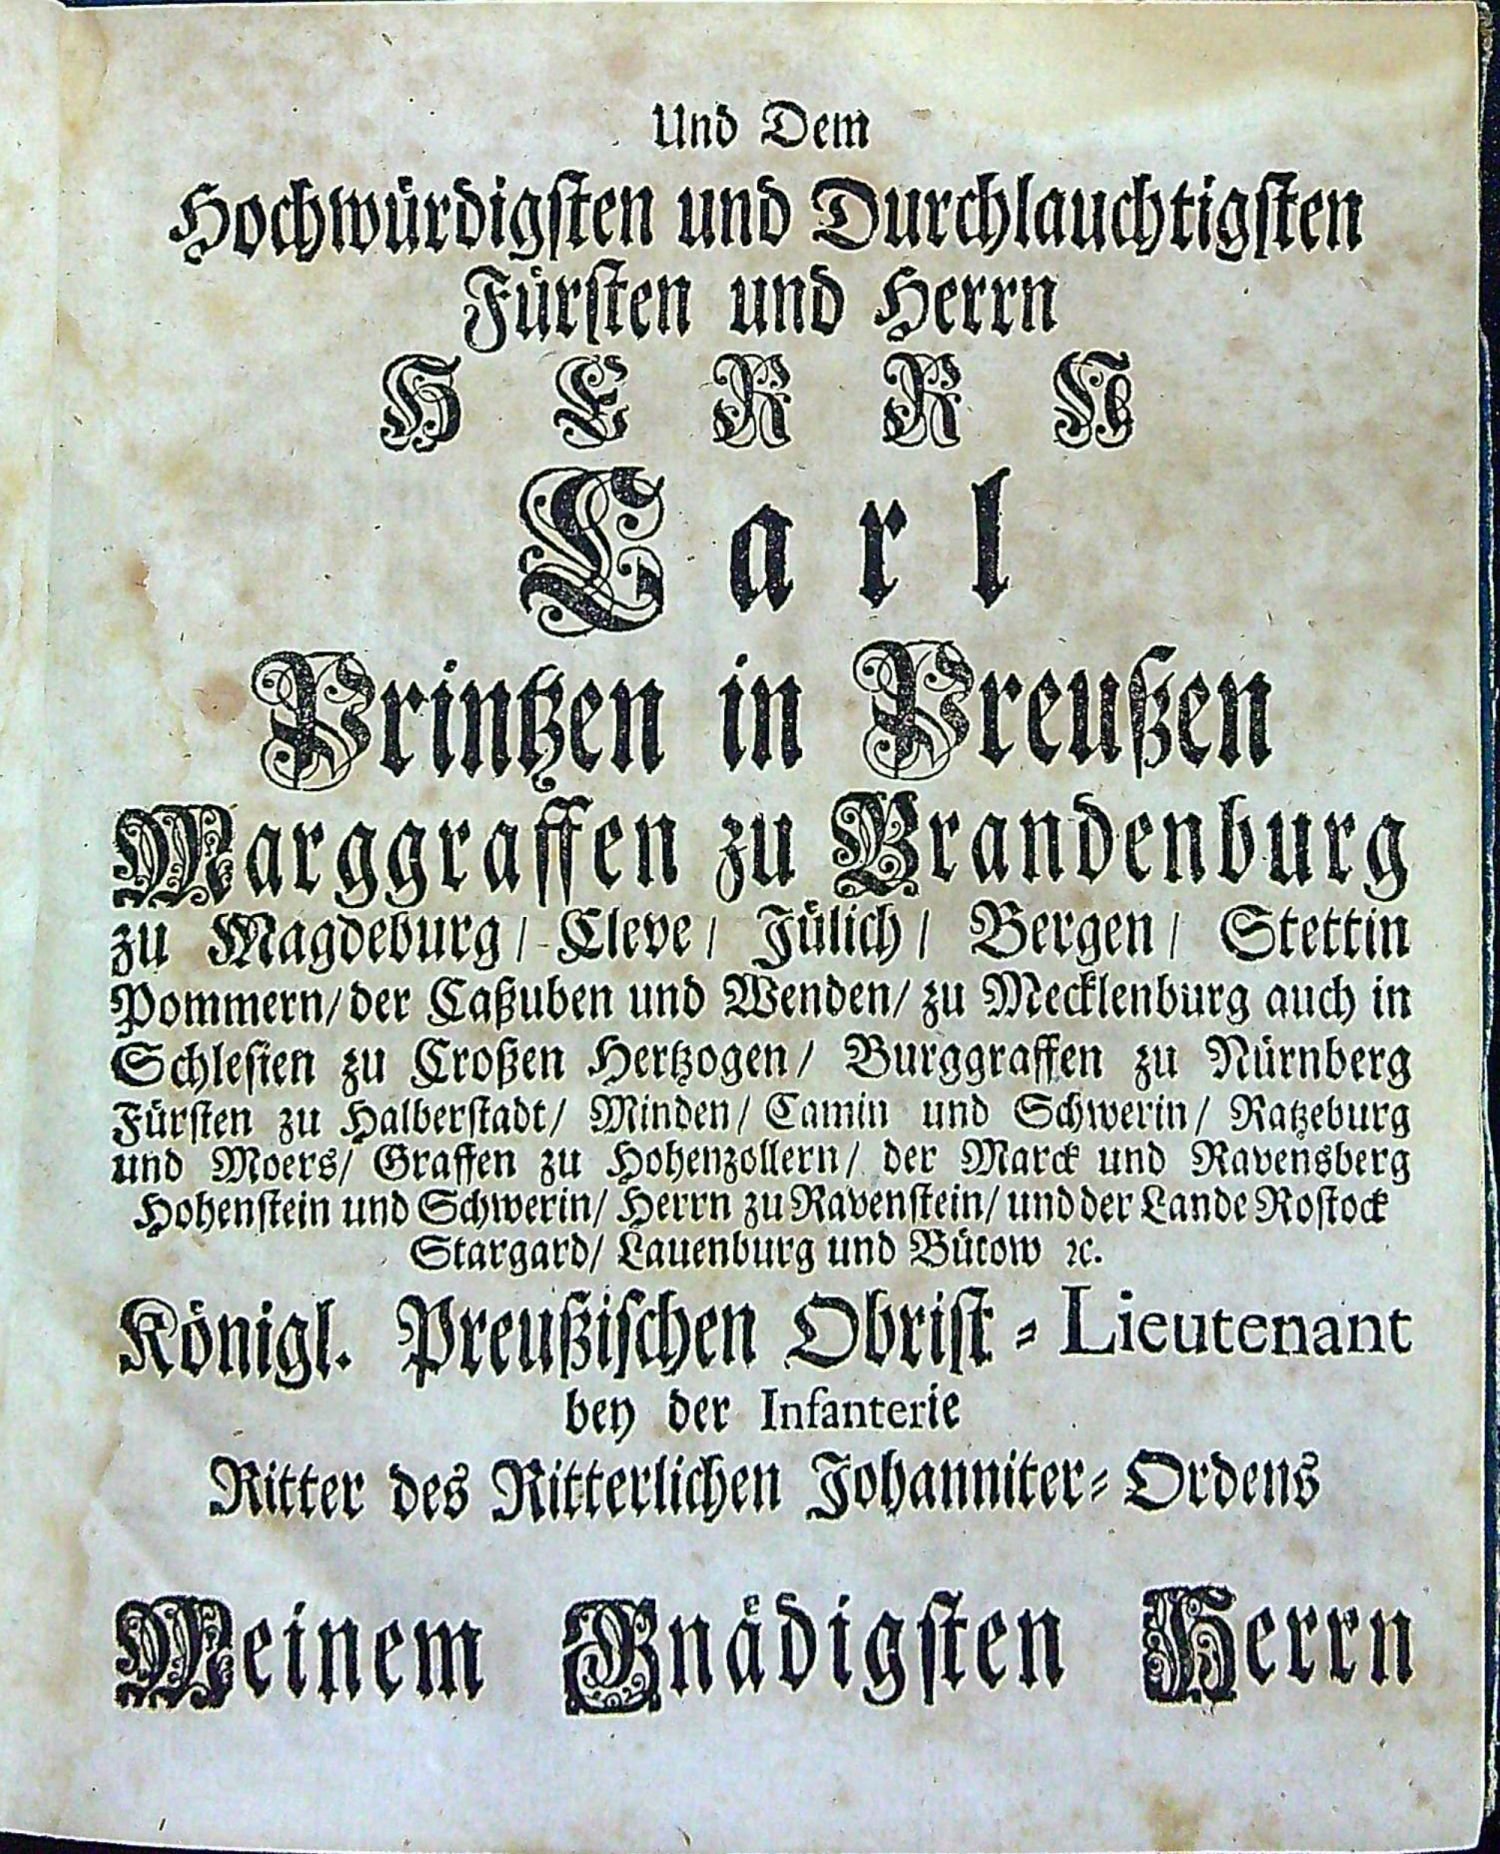 Und Dem
Hochwürdigsten und Durchlauchtigsten
Fürsten und Herrn
HERRN
Carl
Printzen in Preußen
Marggraffen zu Brandenburg
zu Magdeburg/ Cleve/ Jülich/ Bergen/ Stettin
Pommern/ der Caßuben und Wenden/ zu Mecklenburg auch in
Schlesien zu Croßen Hertzogen/ Burggraffen zu Nürnberg
Fürsten zu Halberstadt/ Minden/ Camin und Schwerin/ Ratzeburg
und Moers/ Graffen zu Hohenzollern/ der Marck und Ravensberg
Hohenstein und Schwerin/ Herrn zu Ravenstein/ und der Lande Rostock
Stargard/ Lauenburg und Bütow ꝛc.
Königl. Preußischen Obrist-Lieutenant
bey der Infanterie
Ritter des Ritterlichen Johanniter-Ordens
Meinem Gnädigsten Herrn